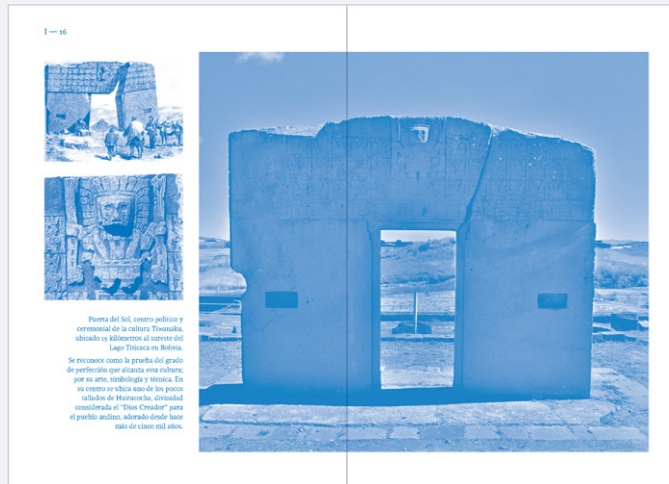 I — 16
Puerta del Sol, centro político y
ceremonial de la cultura Tiwanaku,
ubicado 15 kilómetros al sureste del
Lago Titicaca en Bolivia.
Se reconoce como la prueba del grado
de perfección que alcanza esta cultura;
por su arte, simbología y técnica. En
su centro se ubica uno de los pocos
tallados de Huiracocha, divinidad
considerada el "Dios Creador" para
el pueblo andino, adorado desde hace
más de cinco mil años.